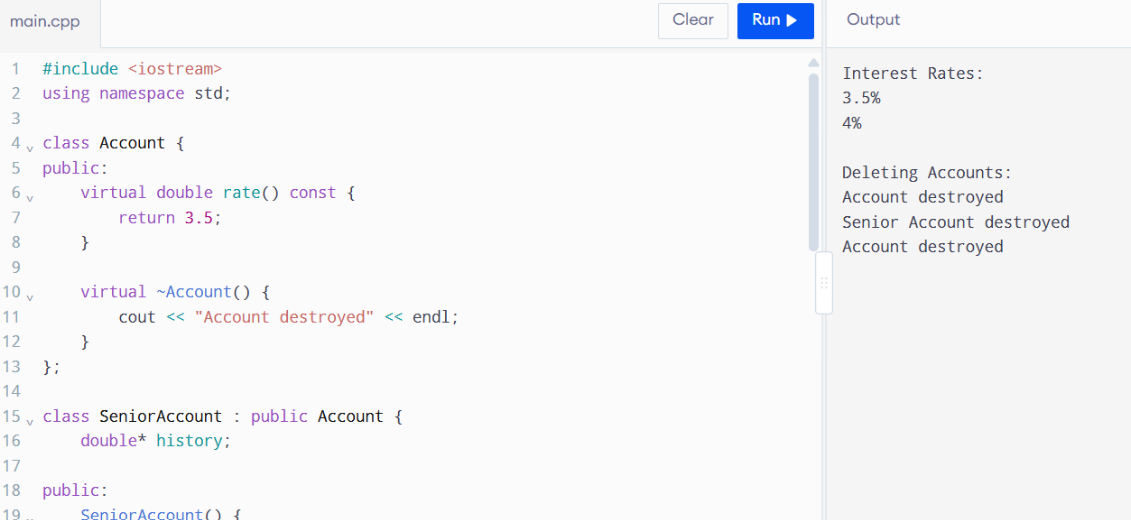 main.cpp
Clear
Run
Output
1 #include <iostream>
2 using namespace std;
3
4 class Account {
5 public:
6     virtual double rate() const {
7         return 3.5;
8     }
9
10     virtual ~Account() {
11         cout << "Account destroyed" << endl;
12     }
13 };
14
15 class SeniorAccount : public Account {
16     double* history;
17
18 public:
19     SeniorAccount() {
Interest Rates:
3.5%
4%

Deleting Accounts:
Account destroyed
Senior Account destroyed
Account destroyed